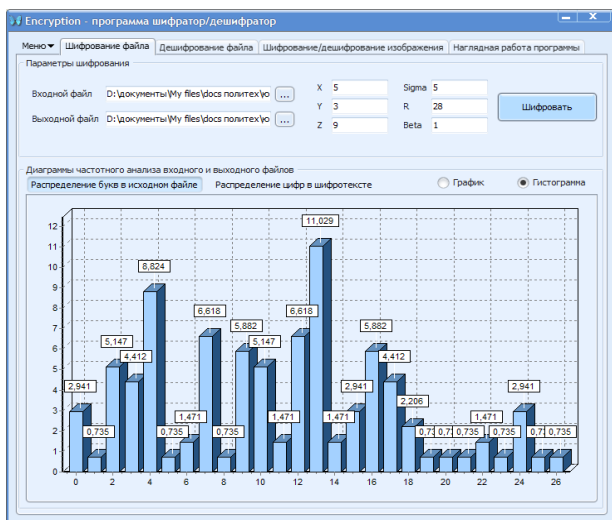 Encryption - программа шифратор/дешифратор
Меню Шифрование файла Дешифрование файла Шифрование/дешифрование изображения Наглядная работа программы
Параметры шифрования
Входной файл D:\документы\My files\docs политех\ю ... X 5 Sigma 5
Выходной файл D:\документы\My files\docs политех\ю ... Y 3 R 28 Шифровать
Z 9 Beta 1
Диаграммы частотного анализа входного и выходного файлов
Распределение букв в исходном файле Распределение цифр в шифротексте График Гистограмма
12
11
10
9
8
7
6
5
4
3
2
1
0
2,941 0,735 5,147 4,412 8,824 0,735 1,471 6,618 0,735 5,882 5,147 1,471 6,618 11,029 1,471 2,941 5,882 4,412 2,206 0,73 0,73 0,735 1,471 0,735 2,941 0,73 0,735
0 2 4 6 8 10 12 14 16 18 20 22 24 26